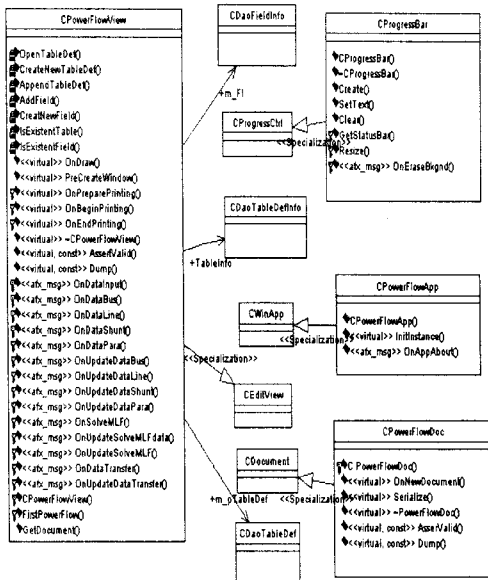 CPowerFlowView
OpenTableDef()
CreateNewTableDef()
AppendTableDef()
AddField()
CreatNewField()
IsExistentTable()
IsExistentField()
<<virtual>> OnDraw()
<<virtual>> PreCreateWindow()
<<virtual>> OnPreparePrinting()
<<virtual>> OnBeginPrinting()
<<virtual>> OnEndPrinting()
<<virtual>> ~CPowerFlowView()
<<virtual, const>> AssertValid()
<<virtual, const>> Dump()
<<afx_msg>> OnDataInput()
<<afx_msg>> OnDataBus()
<<afx_msg>> OnDataLine()
<<afx_msg>> OnDataShunt()
<<afx_msg>> OnDataPara()
<<afx_msg>> OnUpdateDataBus()
<<afx_msg>> OnUpdateDataLine()
<<afx_msg>> OnUpdateDataShunt()
<<afx_msg>> OnUpdateDataPara()
<<afx_msg>> OnSolveMLF()
<<afx_msg>> OnUpdateSolveMLFdata()
<<afx_msg>> OnUpdateSolveMLF()
<<afx_msg>> OnDataTransfer()
<<afx_msg>> OnUpdateDataTransfer()
CPowerFlowView()
FirstPowerFlow()
GetDocument()
CDaoFieldInfo
+m_FI
CProgressCtrl
<<Specialization>>
CProgressBar
CProgressBar()
~CProgressBar()
Create()
SetText()
Clear()
GetStatusBar()
Resize()
<<afx_msg>> OnEraseBkgnd()
CDaoTableDefInfo
+TableInfo
CWinApp
<<Specialization>>
CPowerFlowApp
CPowerFlowApp()
<<virtual>> InitInstance()
<<afx_msg>> OnAppAbout()
<<Specialization>>
CEditView
CDocument
<<Specialization>>
CPowerFlowDoc
CPowerFlowDoc()
<<virtual>> OnNewDocument()
<<virtual>> Serialize()
<<virtual>> ~PowerFlowDoc()
<<virtual, const>> AsserValid()
<<virtual, const>> Dump()
+m_pTableDef
CDaoTableDef